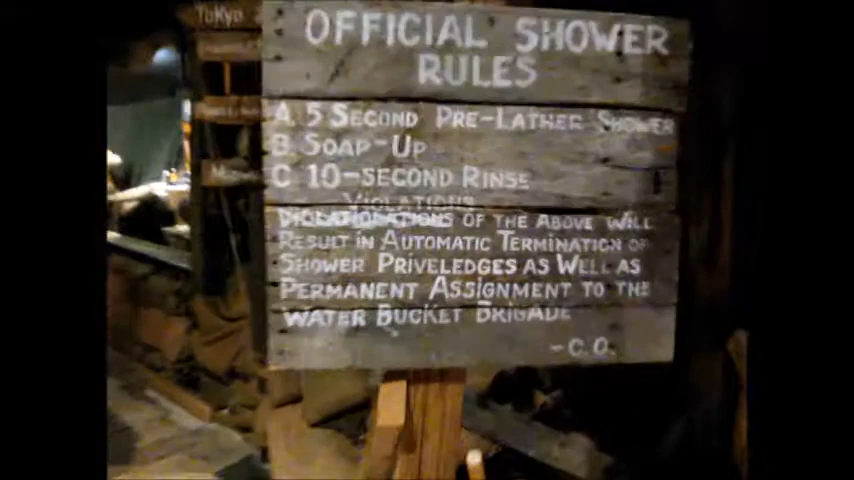 Tokyo
OFFICIAL SHOWER
RULES
A. 5 SECOND PRE-LATHER SHOWER
B SOAP-UP
C 10-SECOND RINSE
VIOLATIONS
VIOLATIONS OF THE ABOVE WILL
RESULT IN AUTOMATIC TERMINATION OF
SHOWER PRIVELEDGES AS WELL AS
PERMANENT ASSIGNMENT TO THE
WATER BUCKET BRIGADE
-C.O.